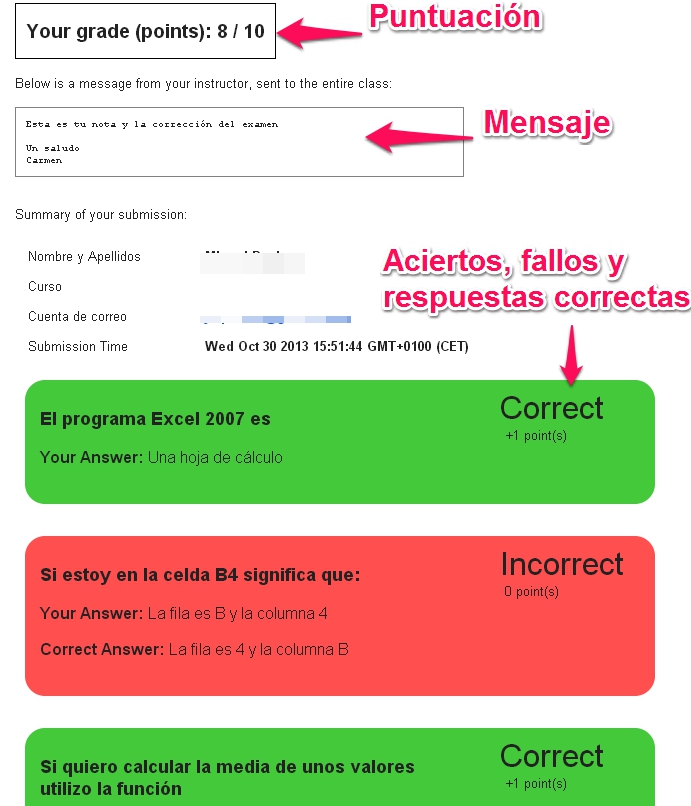 Your grade (points): 8 / 10
Puntuación
Below is a message from your instructor, sent to the entire class:
Esta es tu nota y la corrección del examen
Un saludo
Carmen
Mensaje
Summary of your submission:
Nombre y Apellidos
Curso
Cuenta de correo
Submission Time Wed Oct 30 2013 15:51:44 GMT+0100 (CET)
Aciertos, fallos y
respuestas correctas
El programa Excel 2007 es
Correct
+1 point(s)
Your Answer: Una hoja de cálculo
Si estoy en la celda B4 significa que:
Incorrect
0 point(s)
Your Answer: La fila es B y la columna 4
Correct Answer: La fila es 4 y la columna B
Si quiero calcular la media de unos valores
utilizo la función
Correct
+1 point(s)